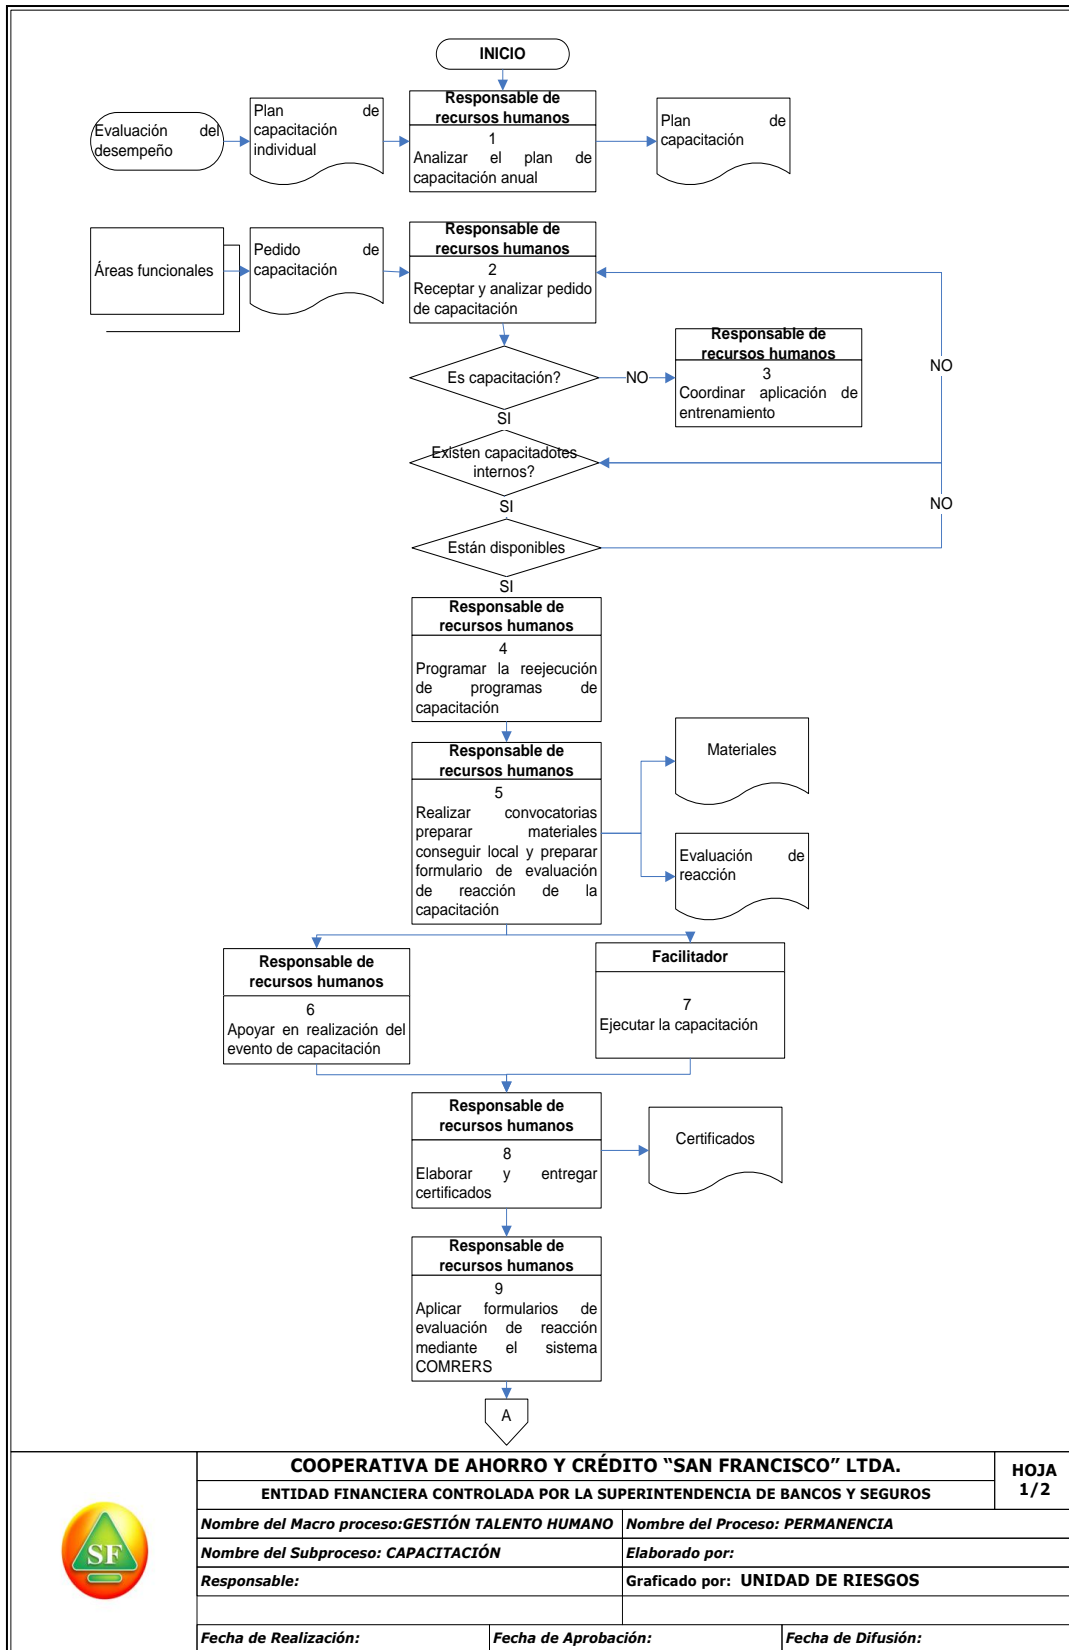 INICIO
Responsable de
recursos humanos
1
Analizar el plan de
capacitación anual
Evaluación del
desempeño
Plan de
capacitación
individual
Plan de
capacitación
Áreas funcionales
Pedido de
capacitación
Responsable de
recursos humanos
2
Receptar y analizar pedido
de capacitación
Es capacitación?
NO
Responsable de
recursos humanos
3
Coordinar aplicación de
entrenamiento
NO
SI
Existen capacitadotes
internos?
SI
NO
Están disponibles
SI
Responsable de
recursos humanos
4
Programar la reejecución
de programas de
capacitación
Responsable de
recursos humanos
5
Realizar convocatorias
preparar materiales
conseguir local y preparar
formulario de evaluación
de reacción de la
capacitación
Materiales
Evaluación de
reacción
Responsable de
recursos humanos
6
Apoyar en realización del
evento de capacitación
Facilitador
7
Ejecutar la capacitación
Responsable de
recursos humanos
8
Elaborar y entregar
certificados
Certificados
Responsable de
recursos humanos
9
Aplicar formularios de
evaluación de reacción
mediante el sistema
COMRERS
A
SF
COOPERATIVA DE AHORRO Y CRÉDITO “SAN FRANCISCO” LTDA.
HOJA
1/2
ENTIDAD FINANCIERA CONTROLADA POR LA SUPERINTENDENCIA DE BANCOS Y SEGUROS
Nombre del Macro proceso:GESTIÓN TALENTO HUMANO
Nombre del Proceso: PERMANENCIA
Nombre del Subproceso: CAPACITACIÓN
Elaborado por:
Responsable:
Graficado por: UNIDAD DE RIESGOS
Fecha de Realización:
Fecha de Aprobación:
Fecha de Difusión: